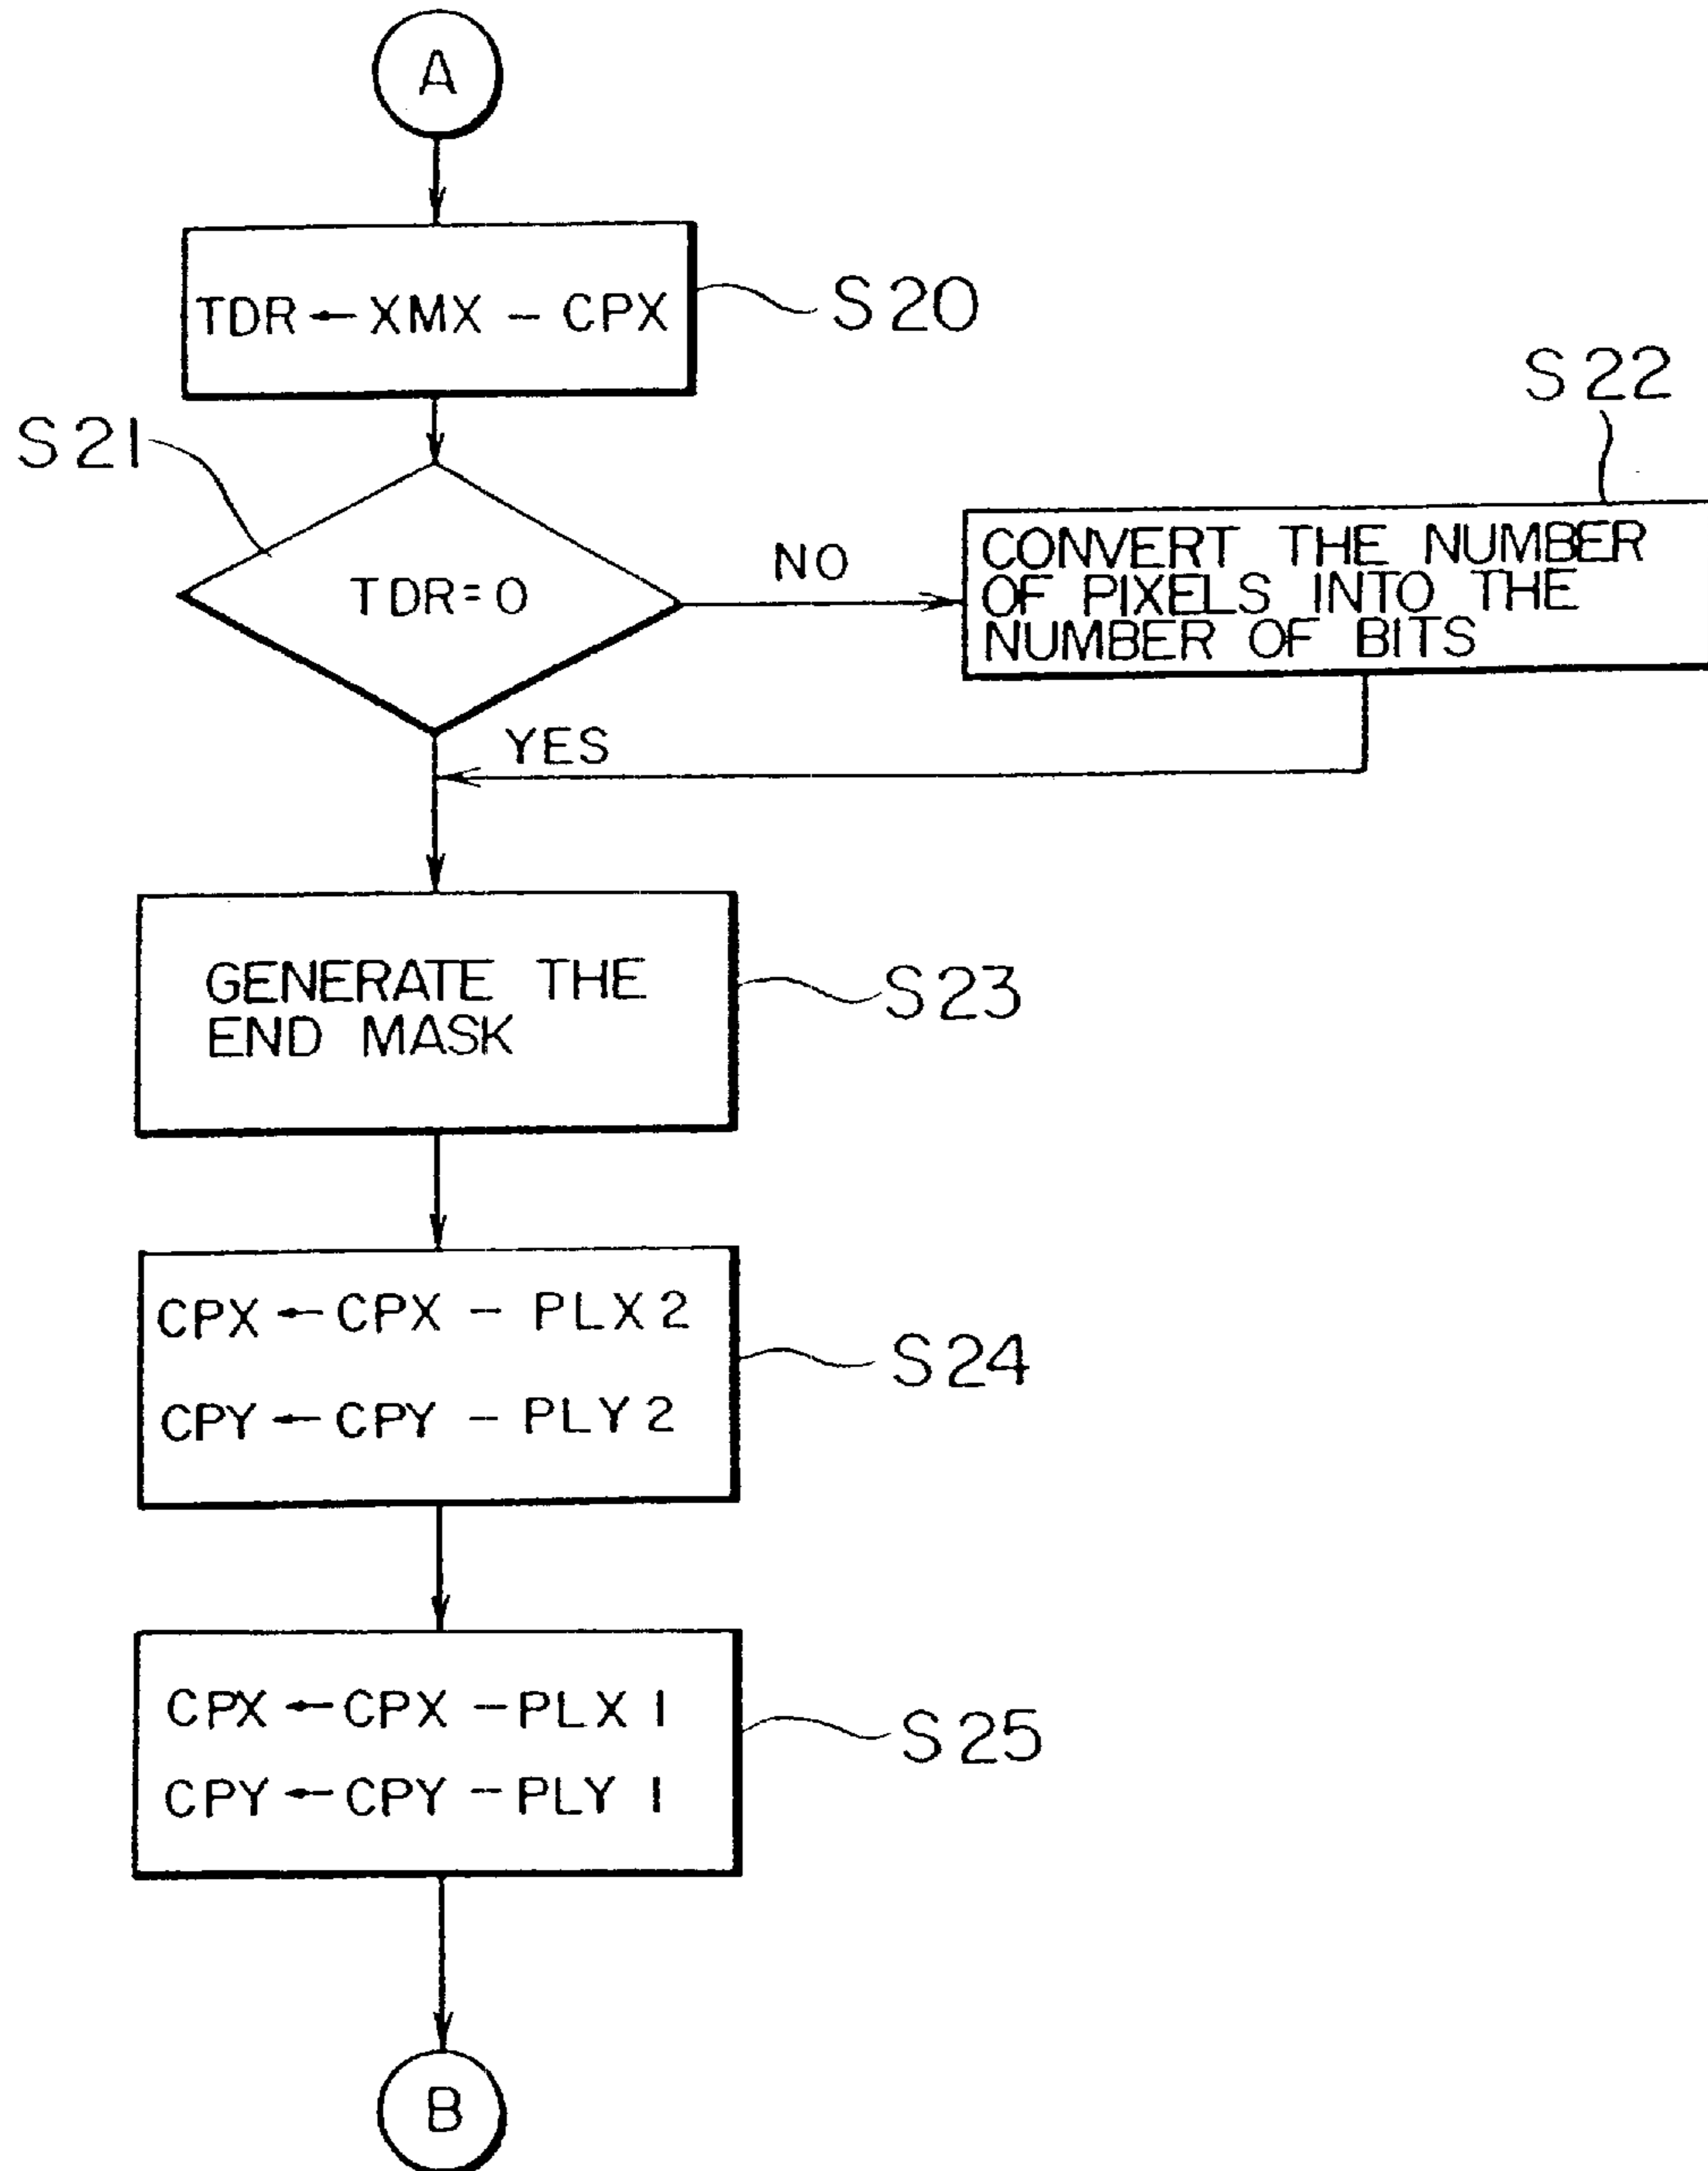 A
TDR ← XMX − CPX
S20
S22
S21
TDR=0
NO
CONVERT THE NUMBER
OF PIXELS INTO THE
NUMBER OF BITS
YES
GENERATE THE
END MASK
S23
CPX ← CPX − PLX2
CPY ← CPY − PLY2
S24
CPX ← CPX − PLX1
CPY ← CPY − PLY1
S25
B